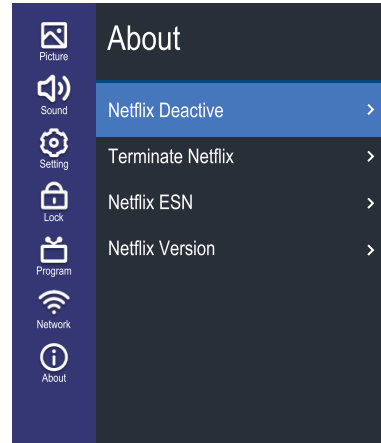 Picture
Sound
Setting
Lock
Program
Network
About
About
Netflix Deactive
Terminate Netflix
Netflix ESN
Netflix Version